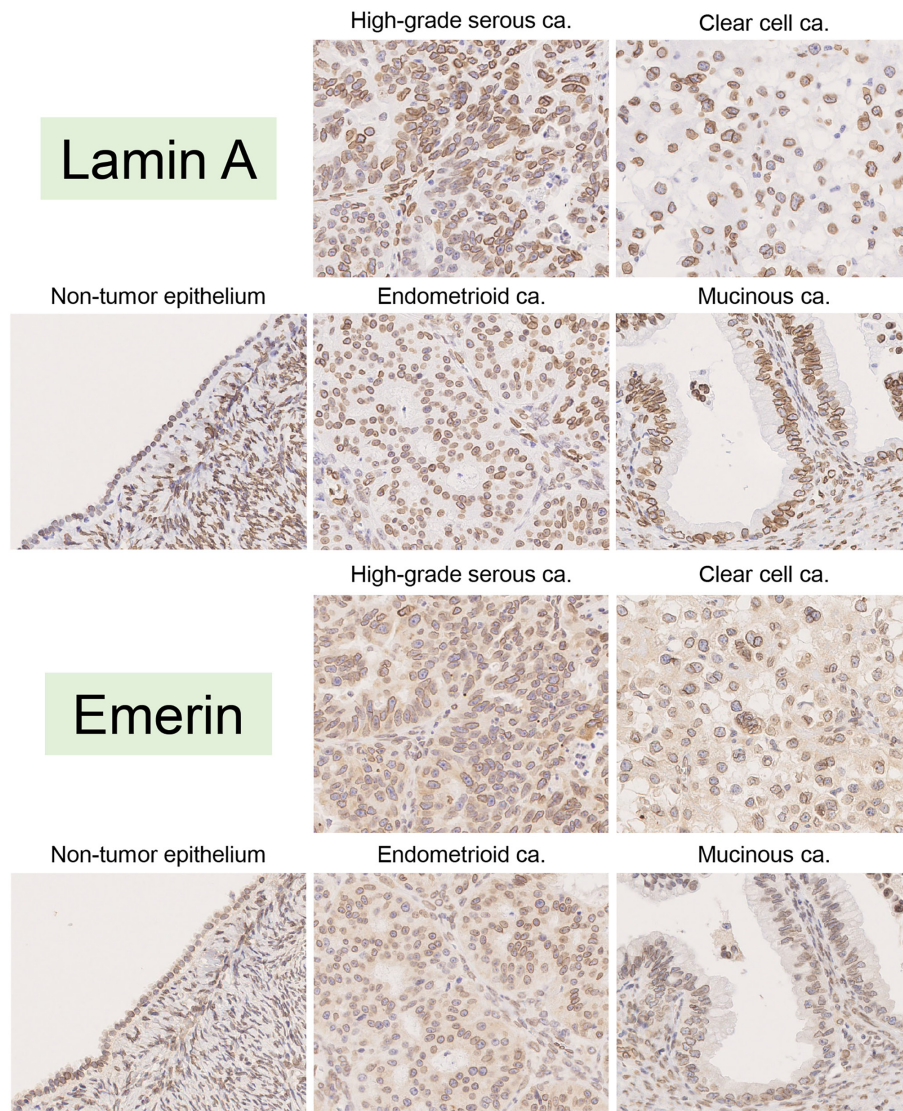 High-grade serous ca.
Clear cell ca.
Lamin A
Non-tumor epithelium
Endometrioid ca.
Mucinous ca.
High-grade serous ca.
Clear cell ca.
Emerin
Non-tumor epithelium
Endometrioid ca.
Mucinous ca.